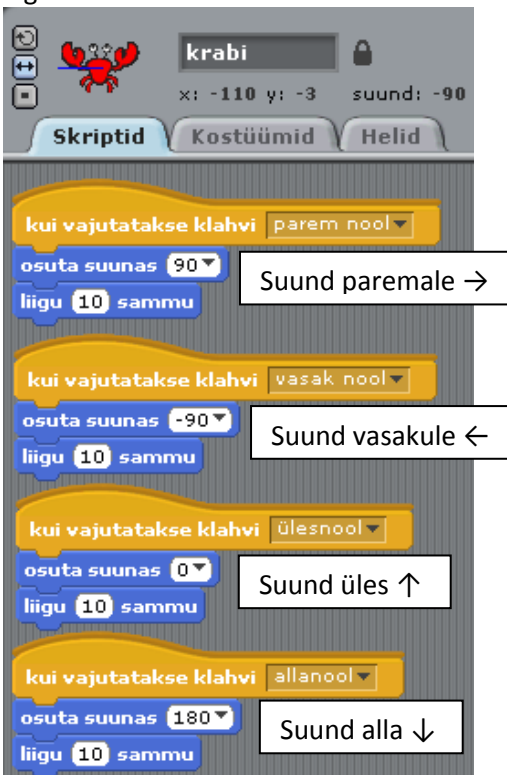 krabi
x: -110 y: -3 suund: -90
Skriptid Kostüümid Helid
kui vajutatakse klahvi parem nool
osuta suunas 90
Suund paremale →
liigu 10 sammu
kui vajutatakse klahvi vasak nool
osuta suunas -90
Suund vasakule ←
liigu 10 sammu
kui vajutatakse klahvi ülesnool
osuta suunas 0
Suund üles ↑
liigu 10 sammu
kui vajutatakse klahvi allanool
osuta suunas 180
Suund alla ↓
liigu 10 sammu